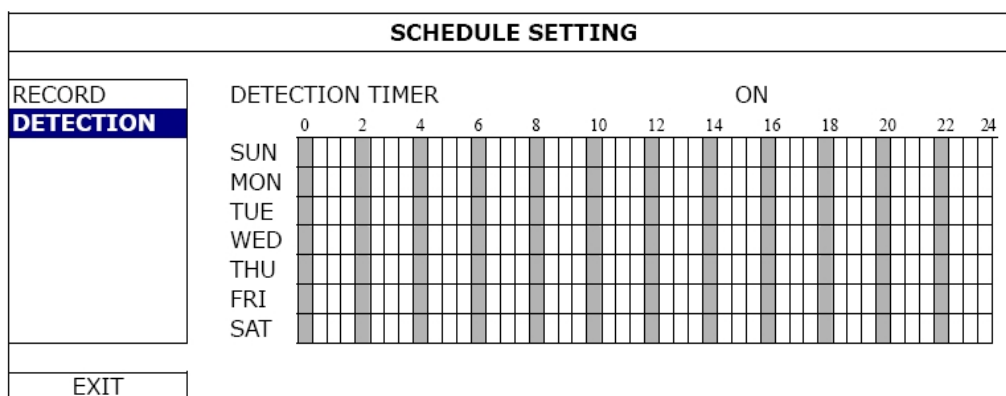 SCHEDULE SETTING
RECORD
DETECTION
DETECTION TIMER ON
0 2 4 6 8 10 12 14 16 18 20 22 24
SUN
MON
TUE
WED
THU
FRI
SAT
EXIT